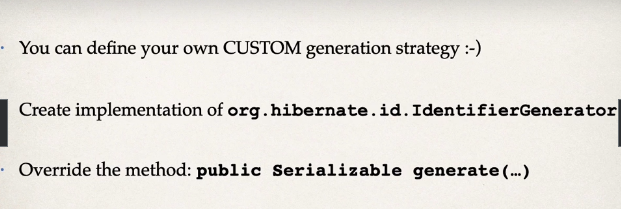 You can define your own CUSTOM generation strategy :-)
Create implementation of org.hibernate.id.IdentifierGenerator
Override the method: public Serializable generate(…)